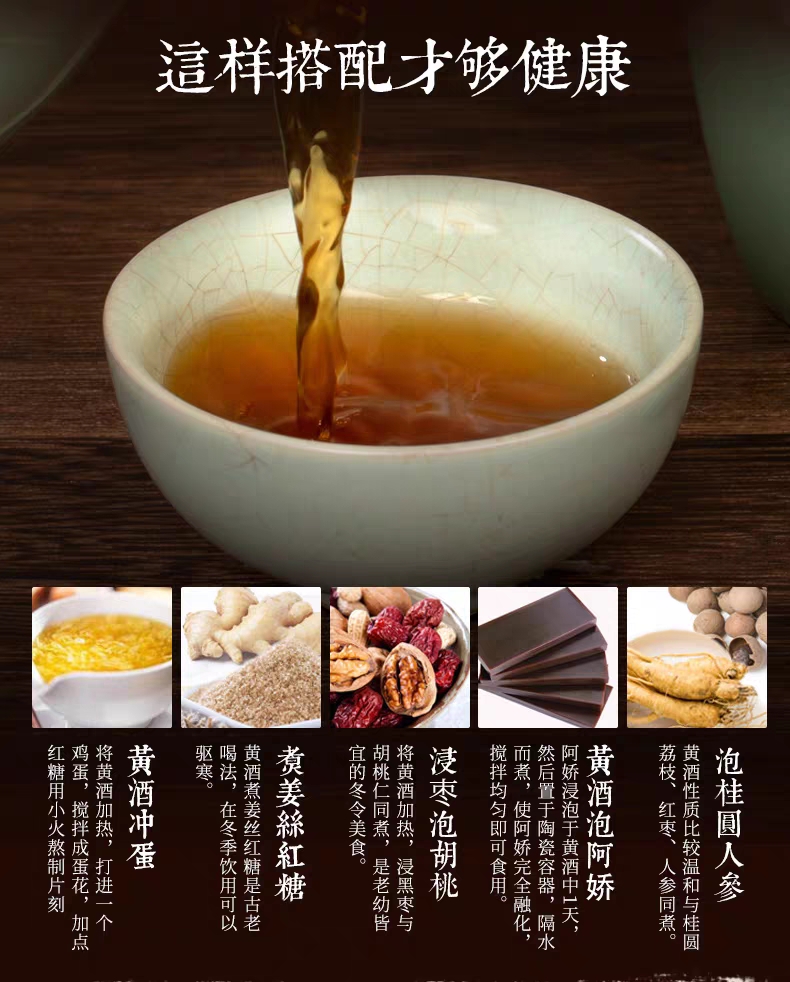 這样搭配才够健康
泡桂圓人參
黄酒性质比较温和与桂圆
荔枝、红枣、人参同煮。
黄酒泡阿娇
阿娇浸泡于黄酒中1天，
然后置于陶瓷容器，隔水
而煮，使阿娇完全融化，
搅拌均匀即可食用。
浸枣泡胡桃
将黄酒加热，浸黑枣与
胡桃仁同煮，是老幼皆
宜的冬令美食。
煮姜絲紅糖
黄酒煮姜丝红糖是古老
喝法，在冬季饮用可以
驱寒。
黄酒冲蛋
将黄酒加热，打进一个
鸡蛋，搅拌成蛋花，加点
红糖用小火熬制片刻